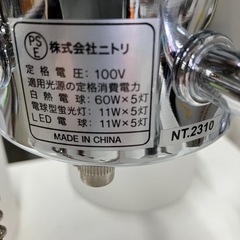 PS
E
株式会社ニトリ
定格電圧：100V
適用光源の定格消費電力
白熱電球：60W×5灯
電球型蛍光灯：11W×5灯
LED電球：11W×5灯
MADE IN CHINA
NT.2310